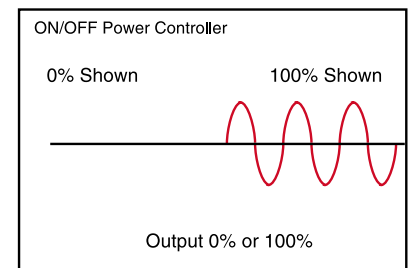 ON/OFF Power Controller
0% Shown 100% Shown
Output 0% or 100%